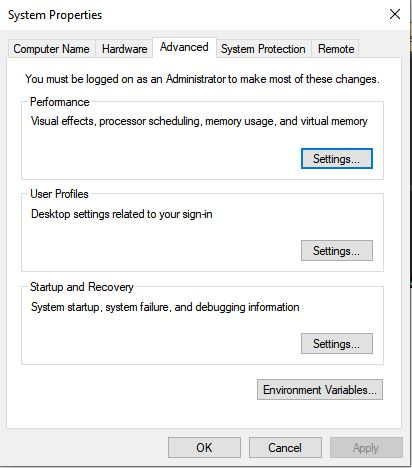 System Properties
Computer Name Hardware Advanced System Protection Remote
You must be logged on as an Administrator to make most of these changes.
Performance
Visual effects, processor scheduling, memory usage, and virtual memory
Settings...
User Profiles
Desktop settings related to your sign-in
Settings...
Startup and Recovery
System startup, system failure, and debugging information
Settings...
Environment Variables...
OK Cancel Apply